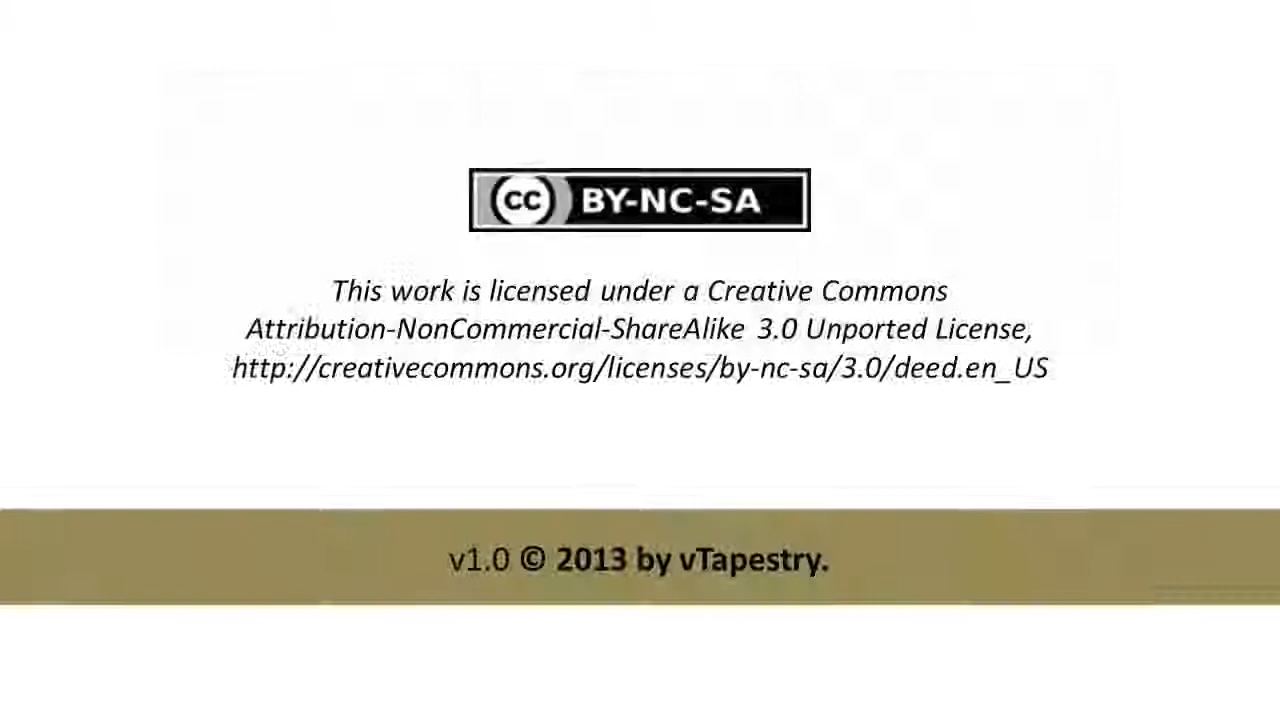 cc BY-NC-SA
This work is licensed under a Creative Commons
Attribution-NonCommercial-ShareAlike 3.0 Unported License,
http://creativecommons.org/licenses/by-nc-sa/3.0/deed.en_US
v1.0 © 2013 by vTapestry.